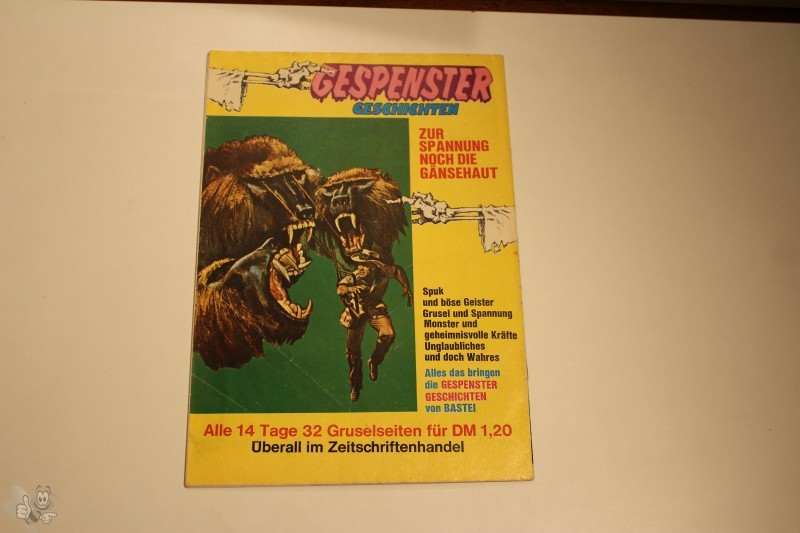 GESPENSTER
GESCHICHTEN
ZUR
SPANNUNG
NOCH DIE
GÄNSEHAUT
Spuk
und böse Geister
Grusel und Spannung
Monster und
geheimnisvolle Kräfte
Unglaubliches
und doch Wahres
Alles das bringen
die GESPENSTER
GESCHICHTEN
von BASTEI
Alle 14 Tage 32 Gruselseiten für DM 1,20
Überall im Zeitschriftenhandel